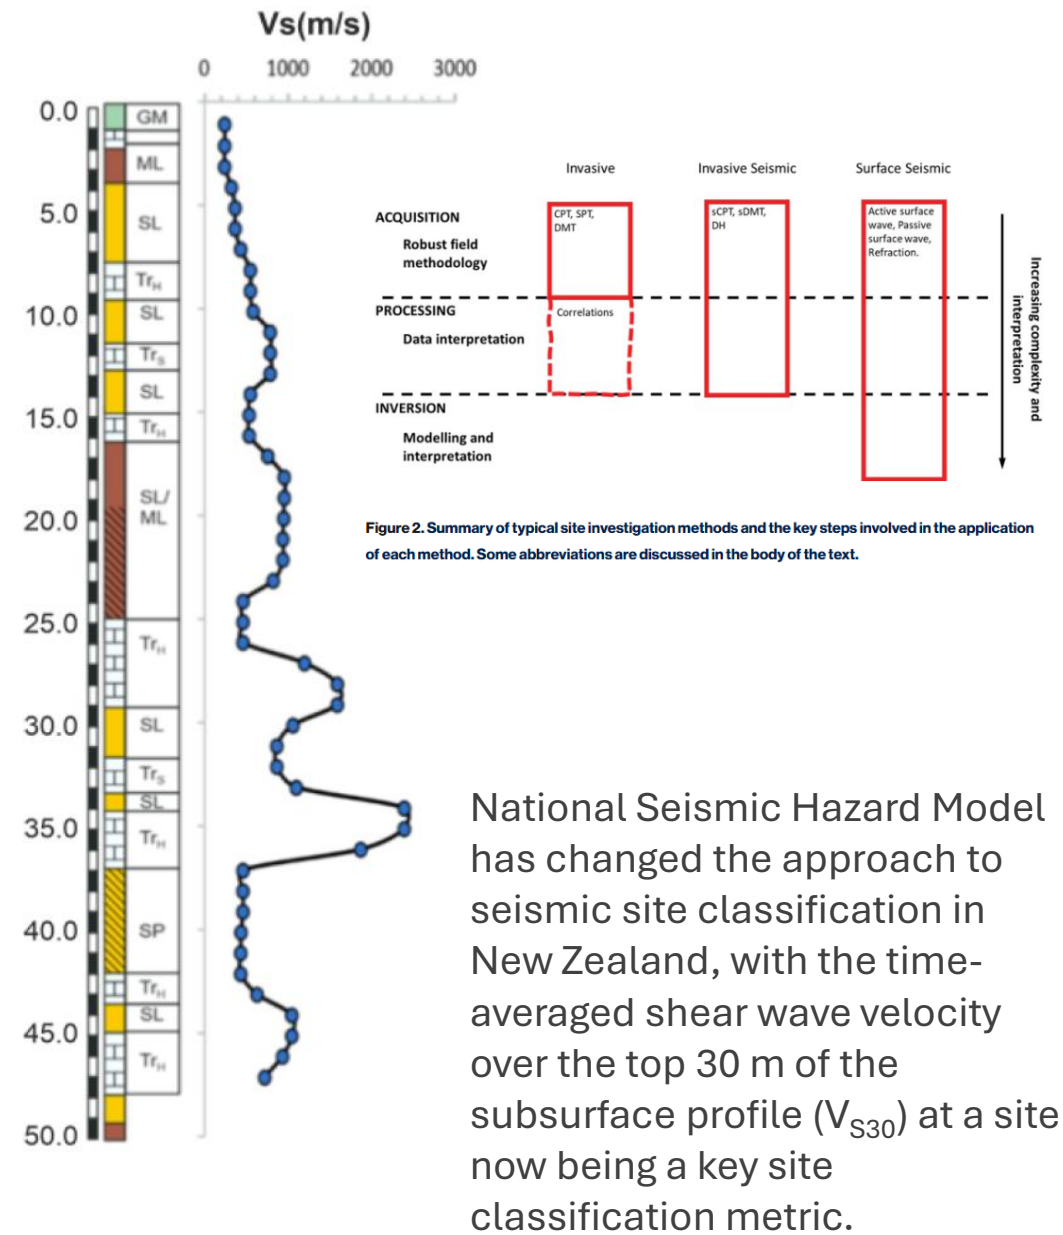 Vs(m/s)
0 1000 2000 3000
0.0
GM
ML
5.0
SL
TrH
10.0
SL
TrS
SL
15.0
TrH
SL/
ML
20.0
25.0
TrH
30.0
SL
TrS
SL
35.0
TrH
40.0
SP
TrH
SL
45.0
TrH
50.0
Invasive
Invasive Seismic
Surface Seismic
ACQUISITION
Robust field
methodology
CPT, SPT,
DMT
sCPT, sDMT,
DH
Active surface
wave, Passive
surface wave,
Refraction.
PROCESSING
Data interpretation
Correlations
INVERSION
Modelling and
interpretation
Increasing complexity and
interpretation
Figure 2. Summary of typical site investigation methods and the key steps involved in the application
of each method. Some abbreviations are discussed in the body of the text.
National Seismic Hazard Model
has changed the approach to
seismic site classification in
New Zealand, with the time-
averaged shear wave velocity
over the top 30 m of the
subsurface profile (VS30) at a site
now being a key site
classification metric.